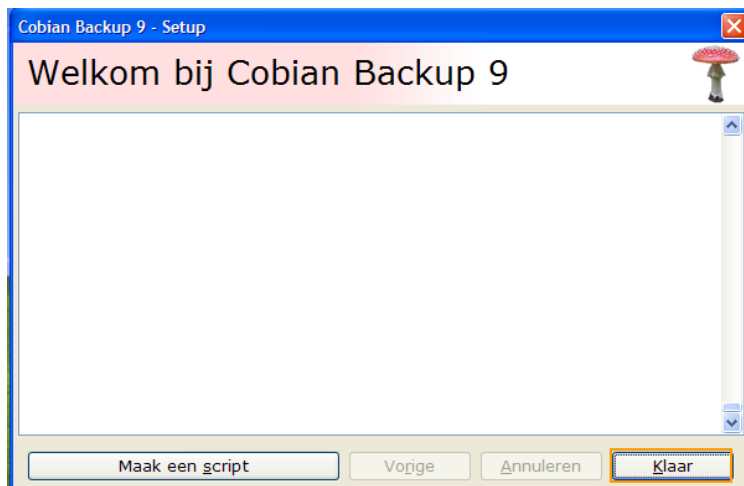 Cobian Backup 9 - Setup
Welkom bij Cobian Backup 9
Maak een script
Vorige
Annuleren
Klaar